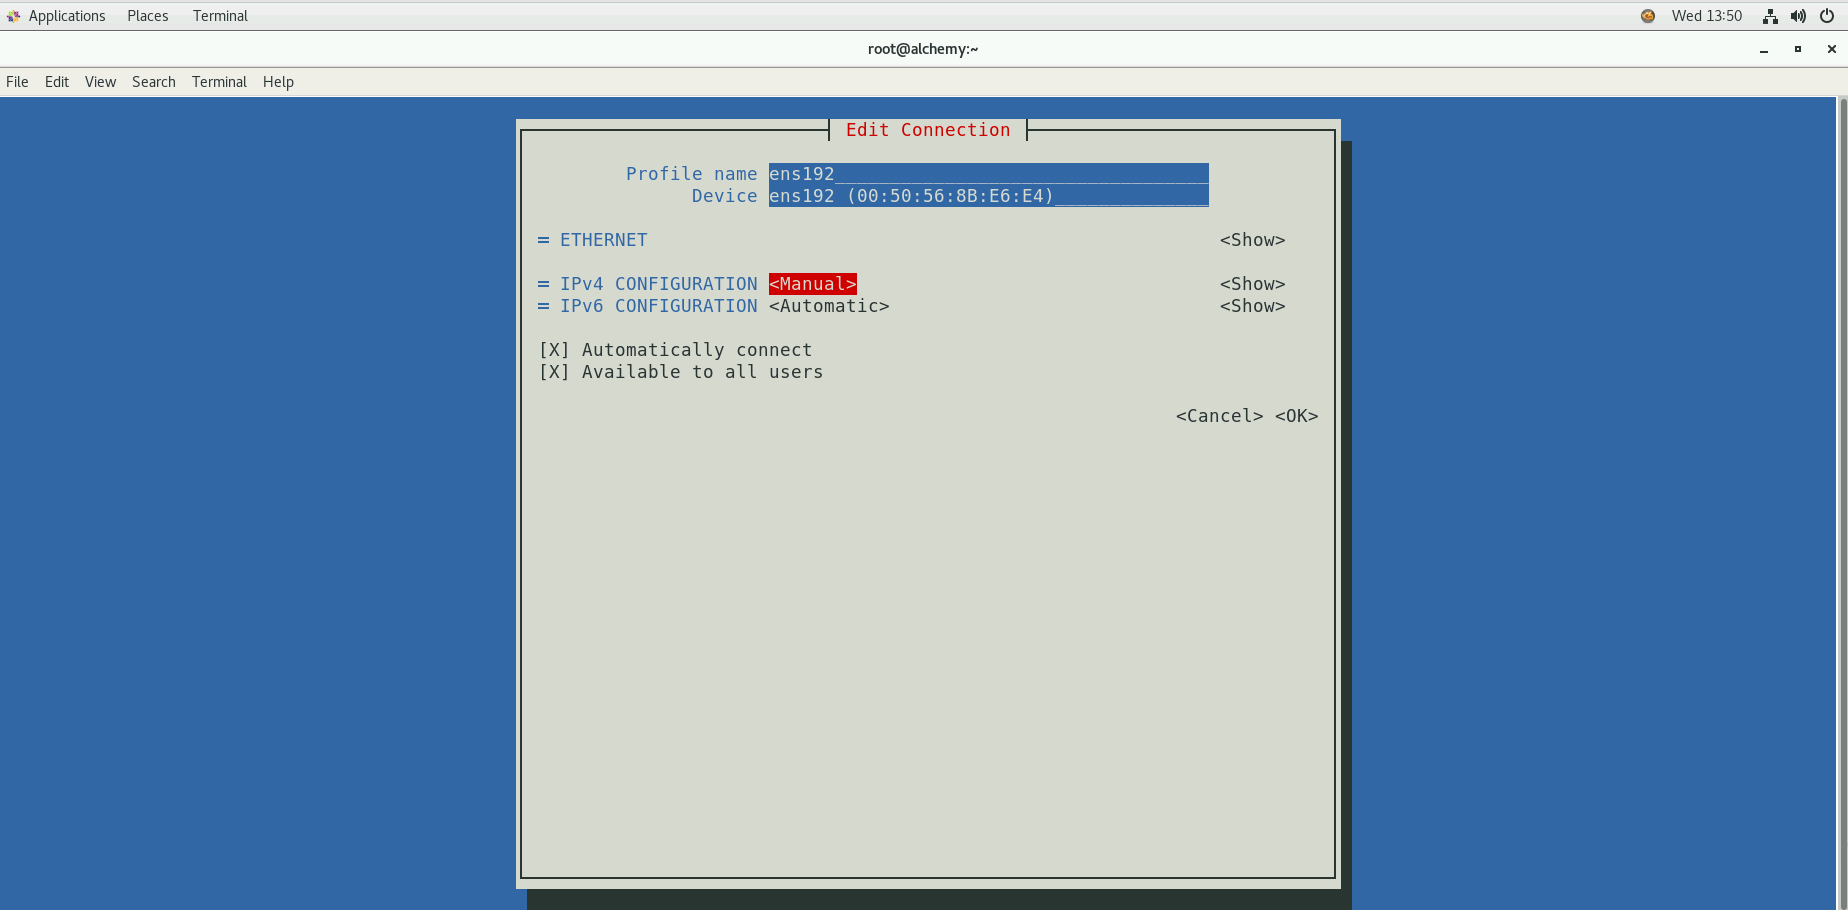 Applications Places Terminal Wed 13:50
root@alchemy:~
File Edit View Search Terminal Help
Edit Connection
Profile name ens192__________________________________
Device ens192 (00:50:56:8B:E6:E4)______________
= ETHERNET <Show>
= IPv4 CONFIGURATION <Manual> <Show>
= IPv6 CONFIGURATION <Automatic> <Show>
[X] Automatically connect
[X] Available to all users
<Cancel> <OK>